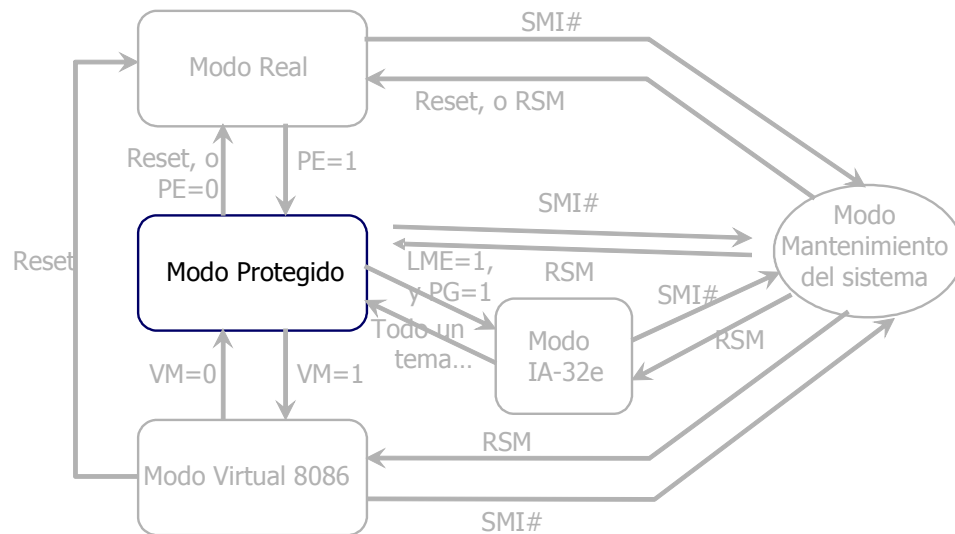 SMI#
Modo Real
Reset, o RSM
Reset, o
PE=0
PE=1
SMI#
Modo
Mantenimiento
del sistema
Reset
Modo Protegido
LME=1,
y PG=1
RSM
SMI#
Todo un
tema…
Modo
IA-32e
RSM
VM=0
VM=1
RSM
Modo Virtual 8086
SMI#